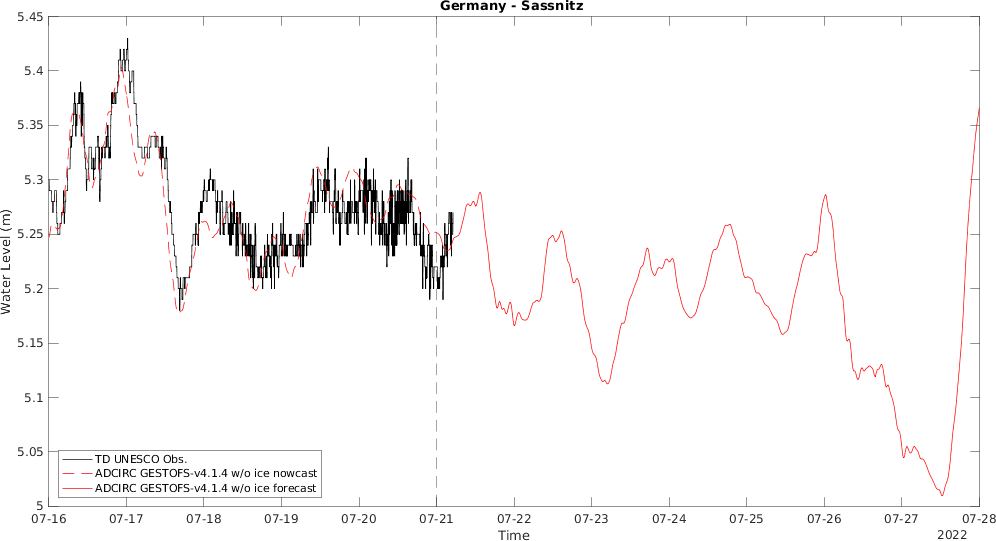 Germany - Sassnitz
5.45
5.4
5.35
5.3
5.25
5.2
5.15
5.1
5.05
5
Water Level (m)
TD UNESCO Obs.
ADCIRC GESTOFS-v4.1.4 w/o ice nowcast
ADCIRC GESTOFS-v4.1.4 w/o ice forecast
07-16 07-17 07-18 07-19 07-20 07-21 07-22 07-23 07-24 07-25 07-26 07-27 07-28
Time
2022